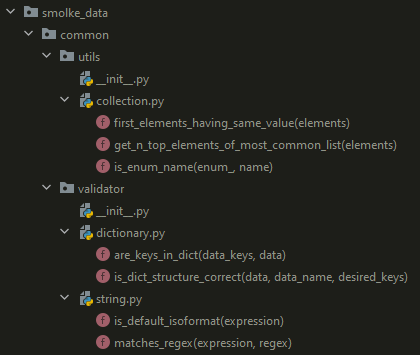 smolke_data
common
utils
__init__.py
collection.py
f first_elements_having_same_value(elements)
f get_n_top_elements_of_most_common_list(elements)
f is_enum_name(enum_, name)
validator
__init__.py
dictionary.py
f are_keys_in_dict(data_keys, data)
f is_dict_structure_correct(data, data_name, desired_keys)
string.py
f is_default_isoformat(expression)
f matches_regex(expression, regex)